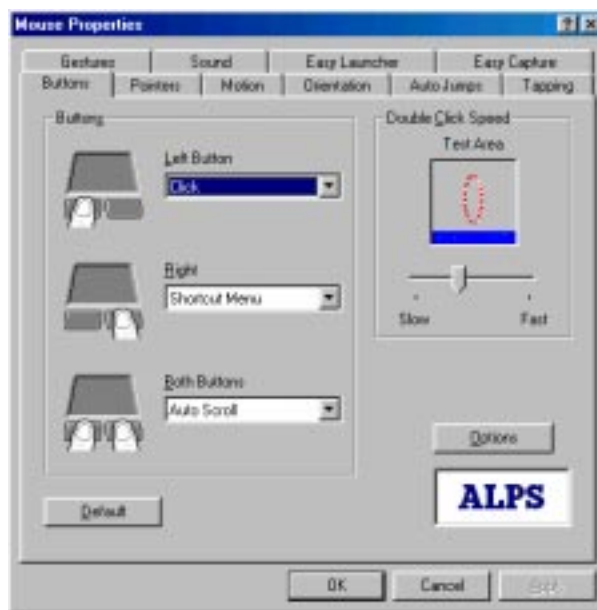 Mouse Properties
Gestures Sound Easy Launcher Easy Capture
Buttons Pointers Motion Orientation Auto Jumps Tapping
Buttons
Left Button
Click
Right
Shortcut Menu
Both Buttons
Auto Scroll
Default
Double Click Speed
Test Area
Slow Fast
Options
ALPS
OK Cancel Apply